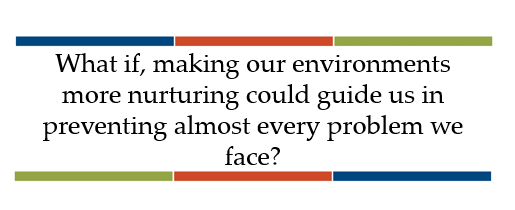 What if, making our environments
more nurturing could guide us in
preventing almost every problem we
face?